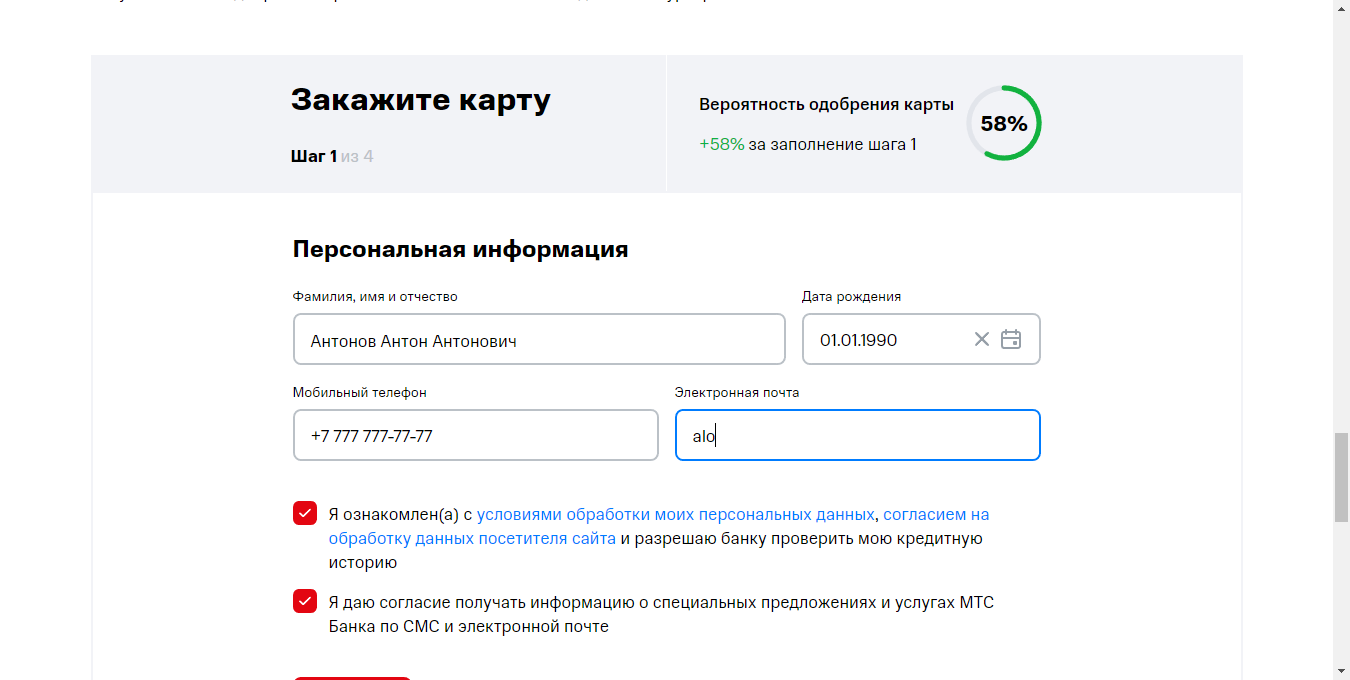 Закажите карту
Шаг 1 из 4
Вероятность одобрения карты
+58% за заполнение шага 1
58%
Персональная информация
Фамилия, имя и отчество
Дата рождения
Антонов Антон Антонович
01.01.1990
Мобильный телефон
Электронная почта
+7 777 777-77-77
alo
Я ознакомлен(а) с условиями обработки моих персональных данных, согласием на
обработку данных посетителя сайта и разрешаю банку проверить мою кредитную
историю
Я даю согласие получать информацию о специальных предложениях и услугах МТС
Банка по СМС и электронной почте